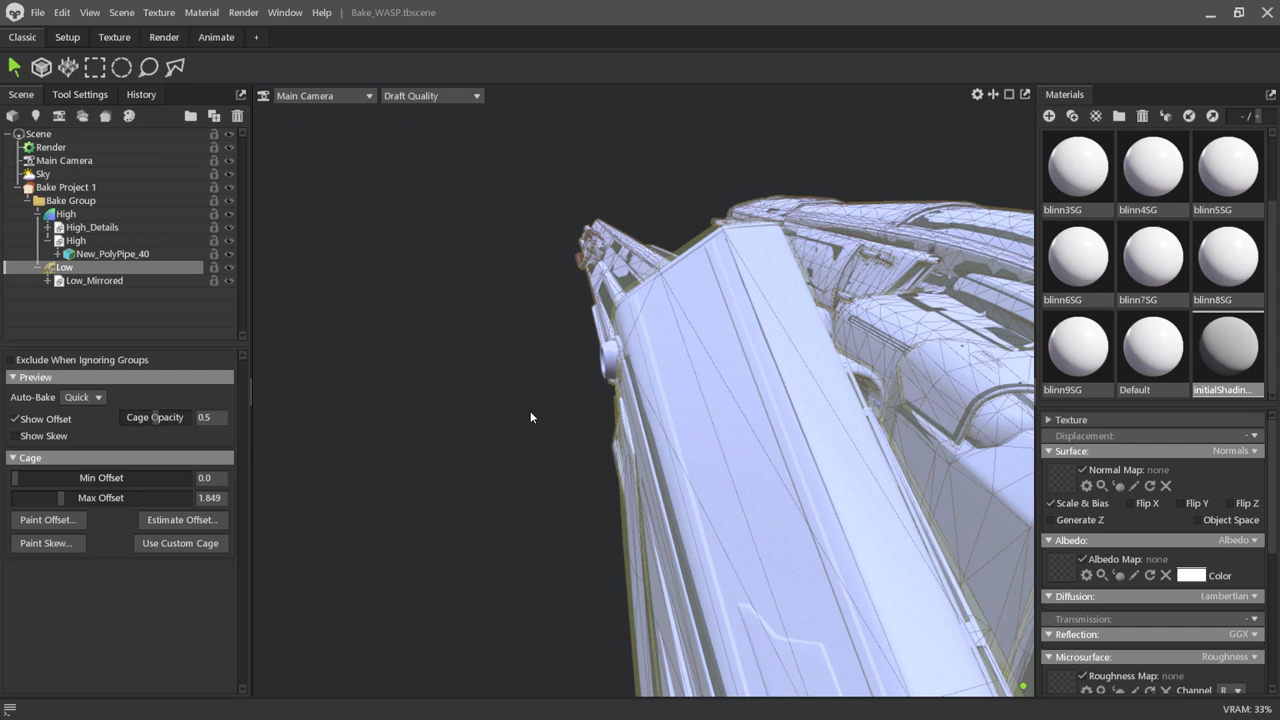 File Edit View Scene Texture Material Render Window Help Bake_WASP.tbscene
Classic Setup Texture Render Animate +
Scene Tool Settings History
Main Camera Draft Quality
Materials
- /
Scene
Render
Main Camera
Sky
Bake Project 1
Bake Group
High
High_Details
High
New_PolyPipe_40
Low
Low_Mirrored
Exclude When Ignoring Groups
Preview
Auto-Bake Quick
Show Offset Cage Opacity 0.5
Show Skew
Cage
Min Offset 0.0
Max Offset 1.849
Paint Offset... Estimate Offset...
Paint Skew... Use Custom Cage
blinn3SG blinn4SG blinn5SG
blinn6SG blinn7SG blinn8SG
blinn9SG Default initialShadin...
Texture
Displacement: -
Surface: Normals
Normal Map: none
Scale & Bias Flip X Flip Y Flip Z
Generate Z Object Space
Albedo: Albedo
Albedo Map: none
Color
Diffusion: Lambertian
Transmission: -
Reflection: GGX
Microsurface: Roughness
Roughness Map: none
Channel R
VRAM: 33%